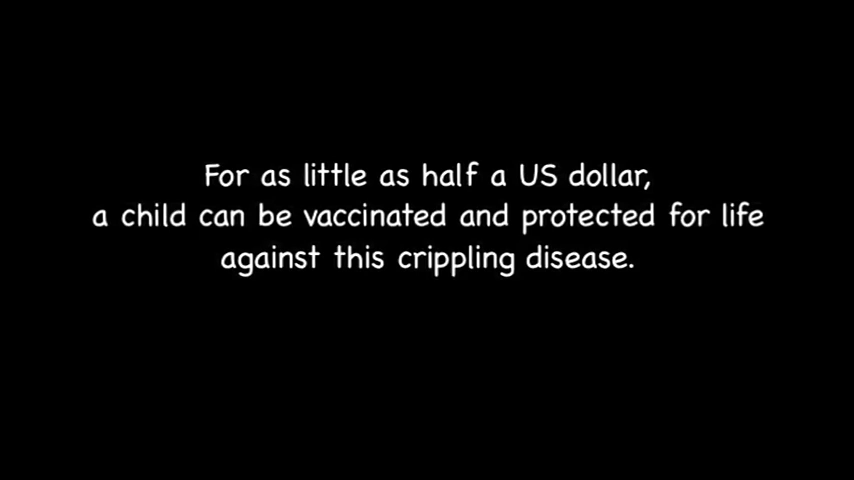 For as little as half a US dollar,
a child can be vaccinated and protected for life
against this crippling disease.